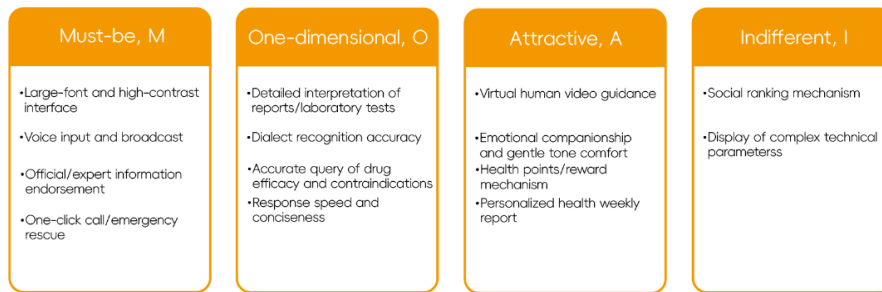 Must-be, M
•Large-font and high-contrast
interface
•Voice input and broadcast
•Official/expert information
endorsement
•One-click call/emergency
rescue
One-dimensional, O
•Detailed interpretation of
reports/laboratory tests
•Dialect recognition accuracy
•Accurate query of drug
efficacy and contraindications
•Response speed and
conciseness
Attractive, A
•Virtual human video guidance
•Emotional companionship
and gentle tone comfort
•Health points/reward
mechanism
•Personalized health weekly
report
Indifferent, I
•Social ranking mechanism
•Display of complex technical
parameterss